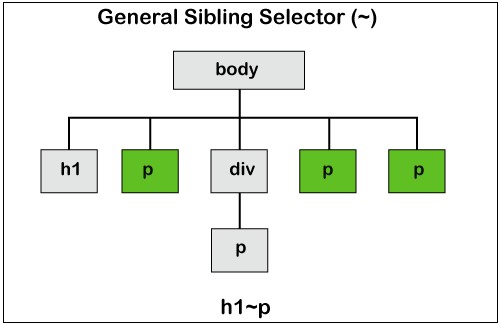 General Sibling Selector (~)
body
h1 p div p p
p
h1~p